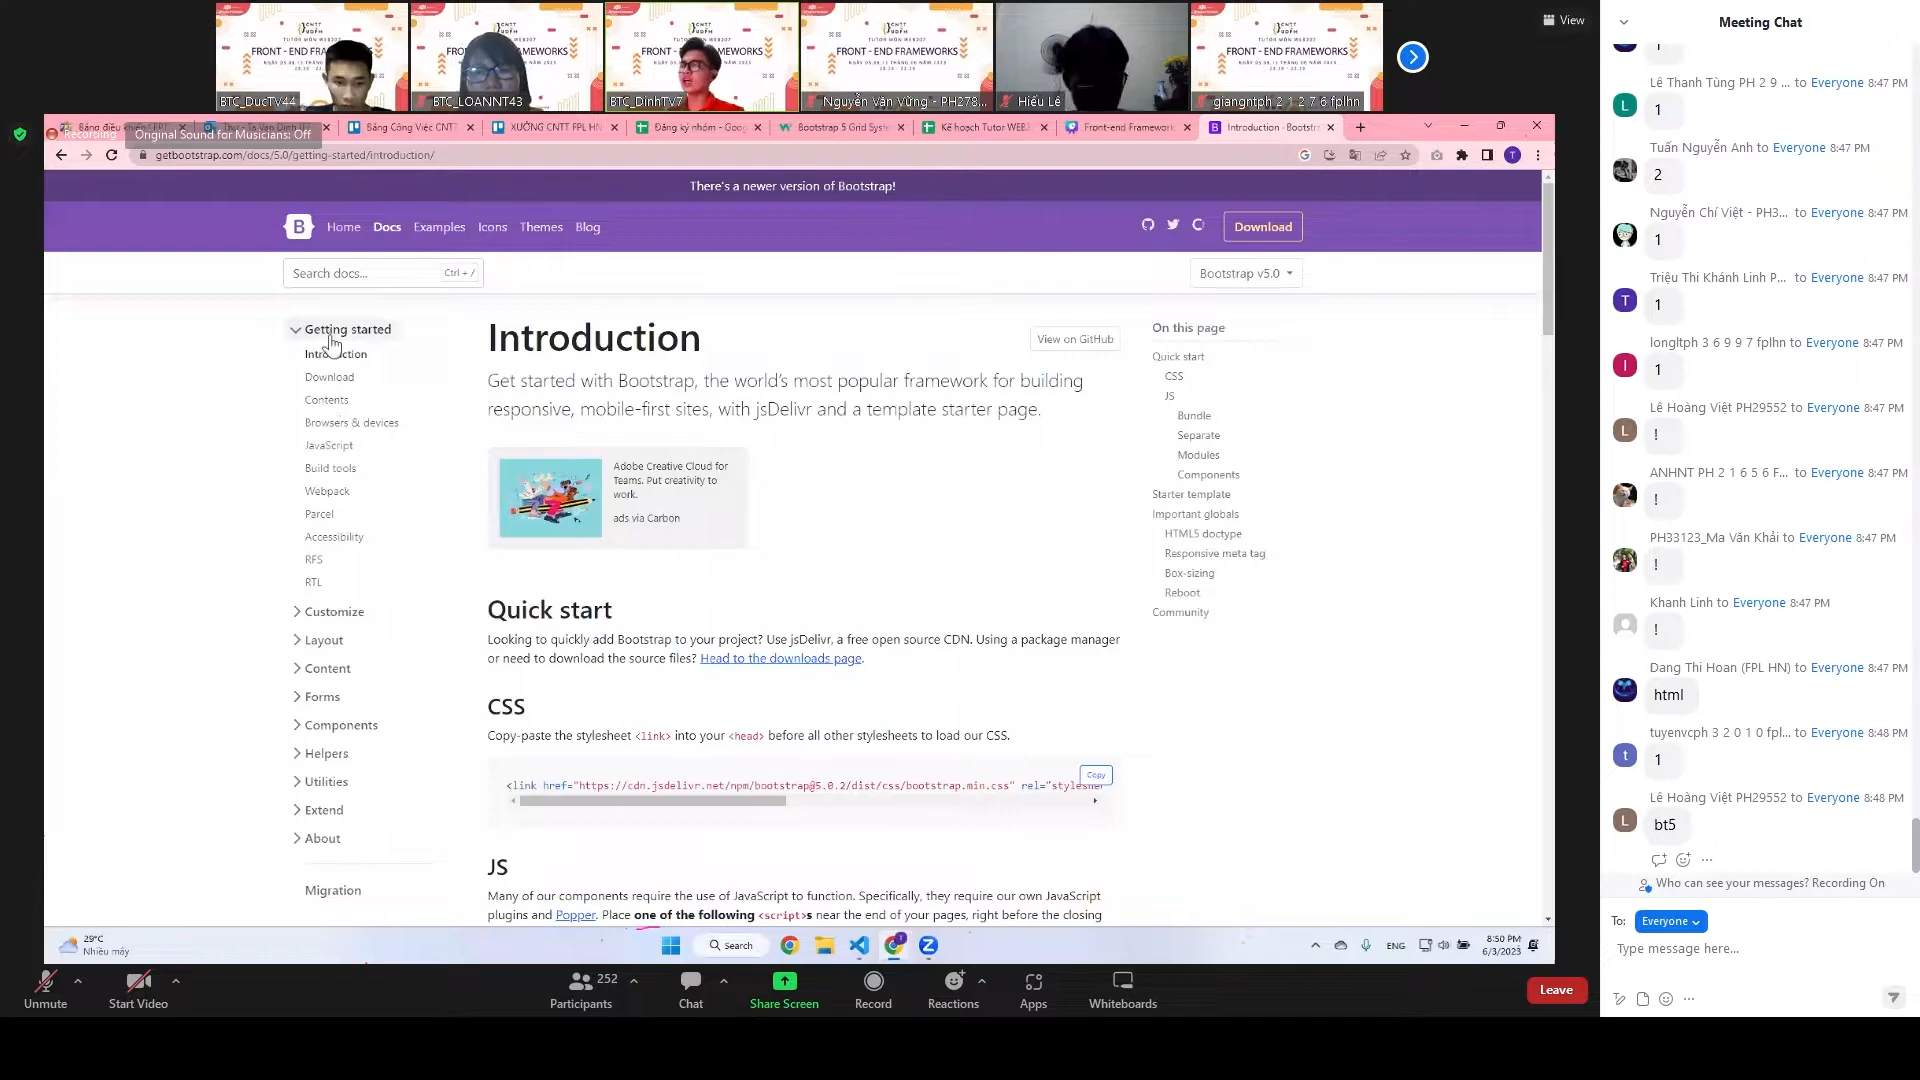 BTC_DucTV44
FRONT - END FRAMEWORKS
BTC_LOANNT43
BTC_DinhTV7
Nguyễn Văn Vững - PH278...
Hiếu Lê
giangntph 2 1 2 7 6 fplhn
View
Recording
Original Sound for Musicians: Off
Bảng Công Việc CNTT
XUỞNG CNTT FPL HN
Đăng ký nhóm - Goog
Bootstrap 5 Grid Syste
Kế hoạch Tutor WEB2
Front-end Framework
Introduction · Bootstra
getbootstrap.com/docs/5.0/getting-started/introduction/
There's a newer version of Bootstrap!
B
Home
Docs
Examples
Icons
Themes
Blog
Download
Search docs...
Ctrl + /
Bootstrap v5.0
Getting started
Introduction
Download
Contents
Browsers & devices
JavaScript
Build tools
Webpack
Parcel
Accessibility
RFS
RTL
Customize
Layout
Content
Forms
Components
Helpers
Utilities
Extend
About
Migration
Introduction
View on GitHub
Get started with Bootstrap, the world’s most popular framework for building
responsive, mobile-first sites, with jsDelivr and a template starter page.
Adobe Creative Cloud for
Teams. Put creativity to
work.
ads via Carbon
Quick start
Looking to quickly add Bootstrap to your project? Use jsDelivr, a free open source CDN. Using a package manager
or need to download the source files? Head to the downloads page.
CSS
Copy-paste the stylesheet <link> into your <head> before all other stylesheets to load our CSS.
Copy
<link href="https://cdn.jsdelivr.net/npm/bootstrap@5.0.2/dist/css/bootstrap.min.css" rel="styleshe
JS
Many of our components require the use of JavaScript to function. Specifically, they require our own JavaScript
plugins and Popper. Place one of the following <script>s near the end of your pages, right before the closing
On this page
Quick start
CSS
JS
Bundle
Separate
Modules
Components
Starter template
Important globals
HTML5 doctype
Responsive meta tag
Box-sizing
Reboot
Community
29°C
Nhiều mây
Search
ENG
8:50 PM
6/3/2023
Unmute
Start Video
252
Participants
Chat
Share Screen
Record
Reactions
Apps
Whiteboards
Leave
Meeting Chat
1
Lê Thanh Tùng PH 2 9 ... to Everyone 8:47 PM
L
1
Tuấn Nguyễn Anh to Everyone 8:47 PM
2
Nguyễn Chí Việt - PH3... to Everyone 8:47 PM
1
Triệu Thi Khánh Linh P... to Everyone 8:47 PM
T
1
longltph 3 6 9 9 7 fplhn to Everyone 8:47 PM
l
1
Lê Hoàng Việt PH29552 to Everyone 8:47 PM
L
!
ANHNT PH 2 1 6 5 6 F... to Everyone 8:47 PM
!
PH33123_Ma Văn Khải to Everyone 8:47 PM
!
Khanh Linh to Everyone 8:47 PM
!
Dang Thi Hoan (FPL HN) to Everyone 8:47 PM
html
tuyenvcph 3 2 0 1 0 fpl... to Everyone 8:48 PM
t
1
Lê Hoàng Việt PH29552 to Everyone 8:48 PM
L
bt5
Who can see your messages? Recording On
To: Everyone
Type message here...